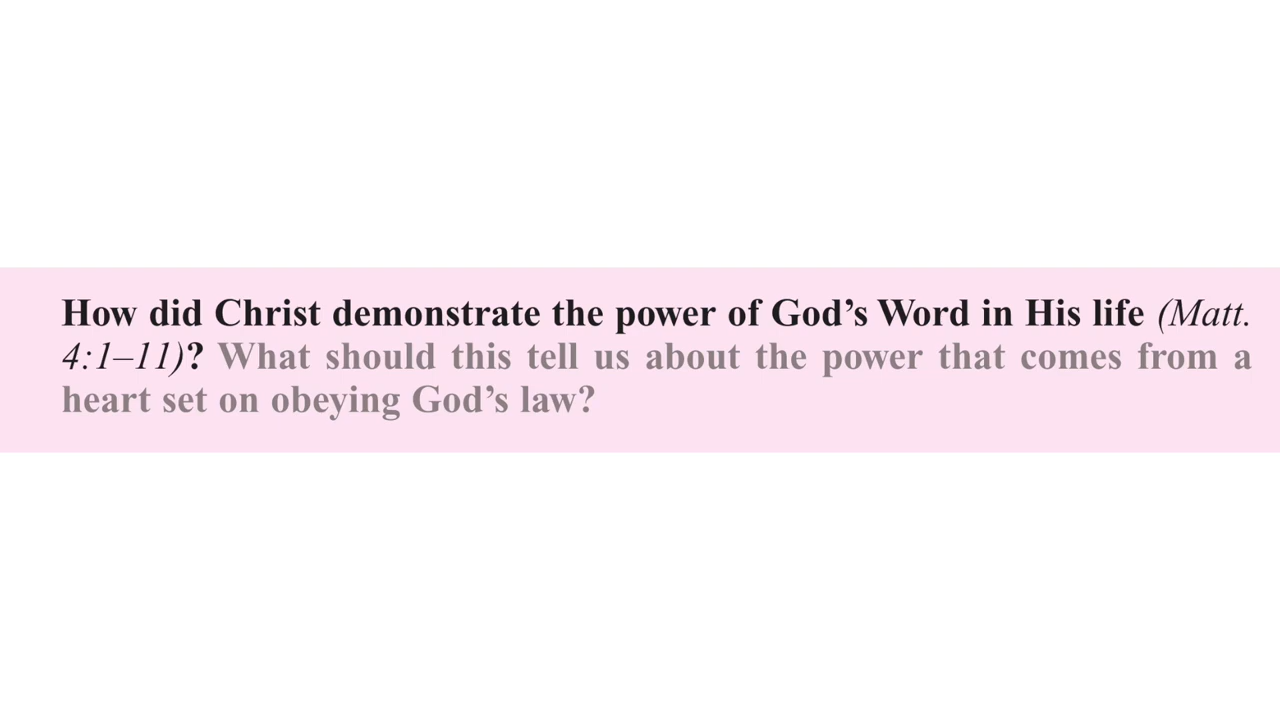 How did Christ demonstrate the power of God’s Word in His life (Matt.
4:1–11)? What should this tell us about the power that comes from a
heart set on obeying God’s law?